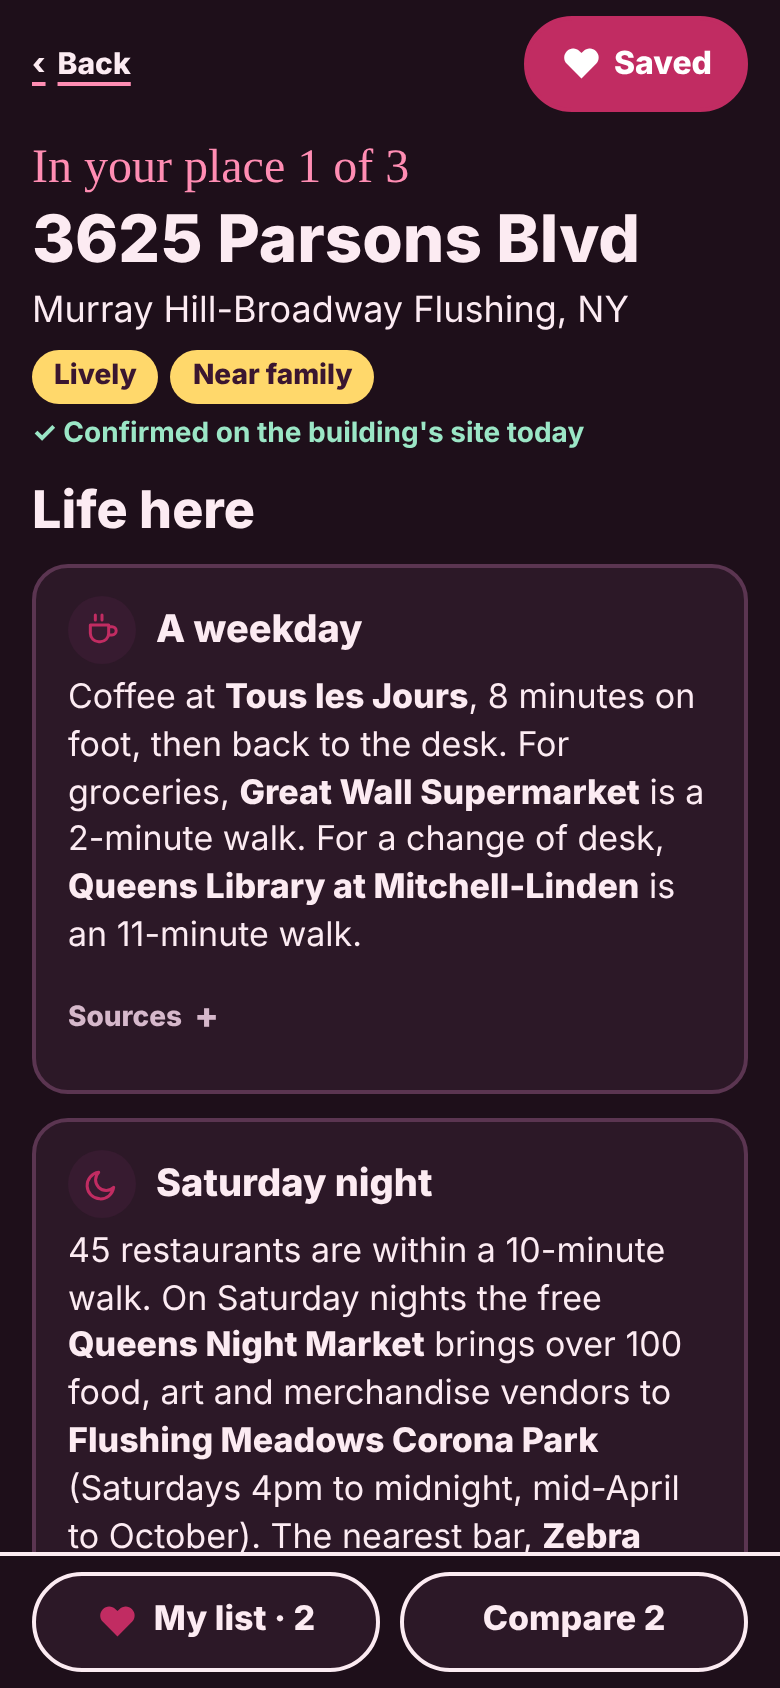 ‹ Back
Saved
In your place 1 of 3
3625 Parsons Blvd
Murray Hill-Broadway Flushing, NY
Lively
Near family
✓ Confirmed on the building's site today
Life here
A weekday
Coffee at Tous les Jours, 8 minutes on
foot, then back to the desk. For
groceries, Great Wall Supermarket is a
2-minute walk. For a change of desk,
Queens Library at Mitchell-Linden is
an 11-minute walk.
Sources +
Saturday night
45 restaurants are within a 10-minute
walk. On Saturday nights the free
Queens Night Market brings over 100
food, art and merchandise vendors to
Flushing Meadows Corona Park
(Saturdays 4pm to midnight, mid-April
to October). The nearest bar, Zebra
My list · 2
Compare 2